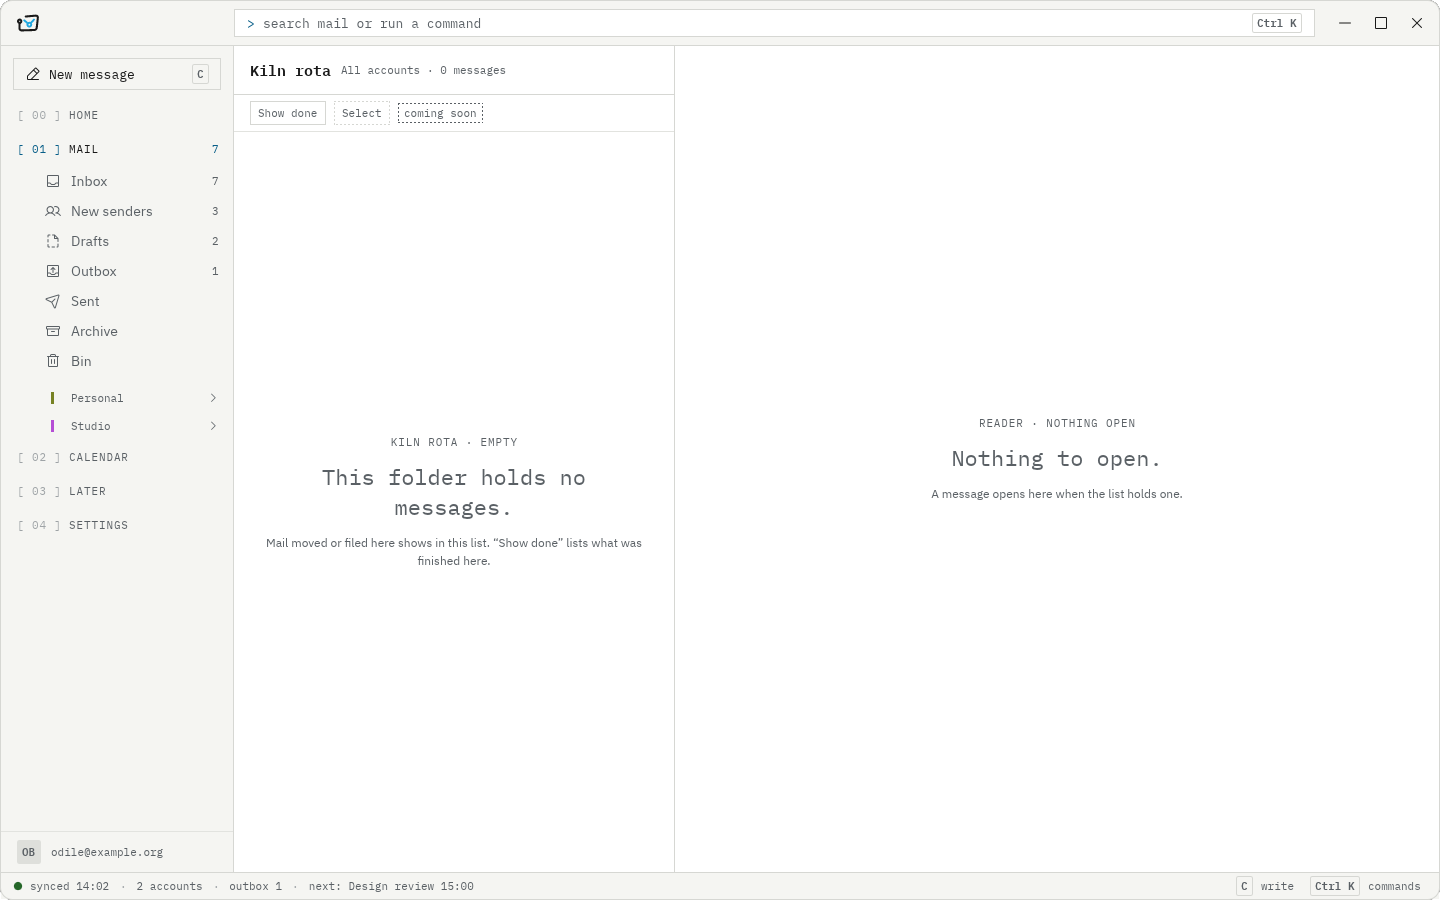 > search mail or run a command Ctrl K
New message C
[ 00 ] HOME
[ 01 ] MAIL 7
Inbox 7
New senders 3
Drafts 2
Outbox 1
Sent
Archive
Bin
Personal
Studio
[ 02 ] CALENDAR
[ 03 ] LATER
[ 04 ] SETTINGS
OB odile@example.org
Kiln rota All accounts · 0 messages
Show done Select coming soon
KILN ROTA · EMPTY
This folder holds no
messages.
Mail moved or filed here shows in this list. “Show done” lists what was
finished here.
READER · NOTHING OPEN
Nothing to open.
A message opens here when the list holds one.
synced 14:02 · 2 accounts · outbox 1 · next: Design review 15:00
C write Ctrl K commands